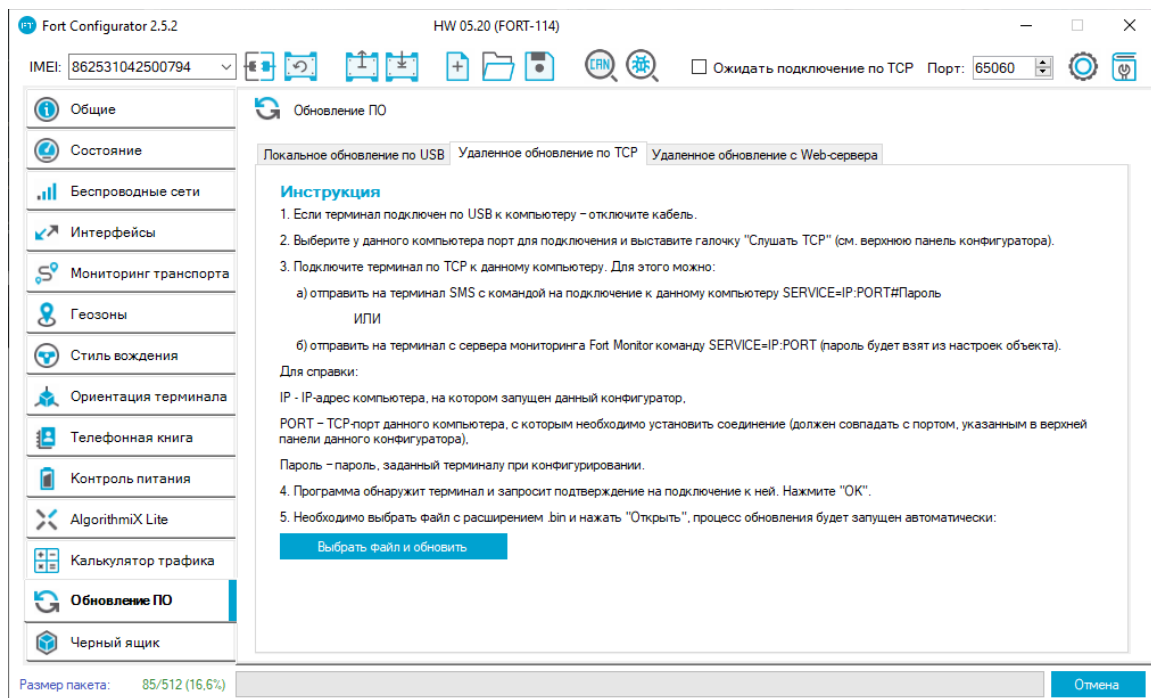 Fort Configurator 2.5.2
HW 05.20 (FORT-114)
IMEI: 862531042500794
CAN
Ожидать подключение по TCP Порт: 65060
Общие
Состояние
Беспроводные сети
Интерфейсы
Мониторинг транспорта
Геозоны
Стиль вождения
Ориентация терминала
Телефонная книга
Контроль питания
AlgorithmiX Lite
Калькулятор трафика
Обновление ПО
Черный ящик
Обновление ПО
Локальное обновление по USB Удаленное обновление по TCP Удаленное обновление с Web-сервера
Инструкция
1. Если терминал подключен по USB к компьютеру – отключите кабель.
2. Выберите у данного компьютера порт для подключения и выставите галочку "Слушать TCP" (см. верхнюю панель конфигуратора).
3. Подключите терминал по TCP к данному компьютеру. Для этого можно:
а) отправить на терминал SMS с командой на подключение к данному компьютеру SERVICE=IP:PORT#Пароль
ИЛИ
б) отправить на терминал с сервера мониторинга Fort Monitor команду SERVICE=IP:PORT (пароль будет взят из настроек объекта).
Для справки:
IP - IP-адрес компьютера, на котором запущен данный конфигуратор,
PORT – TCP-порт данного компьютера, с которым необходимо установить соединение (должен совпадать с портом, указанным в верхней
панели данного конфигуратора),
Пароль – пароль, заданный терминалу при конфигурировании.
4. Программа обнаружит терминал и запросит подтверждение на подключение к ней. Нажмите "OK".
5. Необходимо выбрать файл с расширением .bin и нажать "Открыть", процесс обновления будет запущен автоматически:
Выбрать файл и обновить
Размер пакета: 85/512 (16,6%)
Отмена